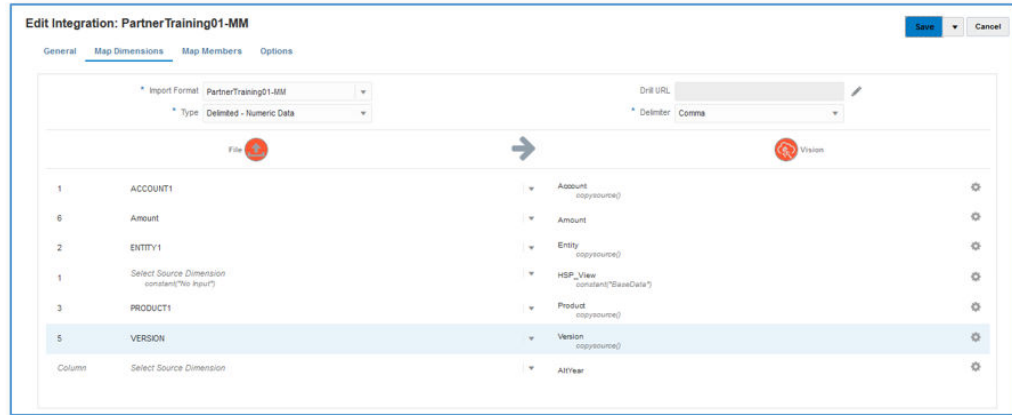 Edit Integration: PartnerTraining01-MM
Save Cancel
General Map Dimensions Map Members Options
* Import Format PartnerTraining01-MM Drill URL
* Type Delimited - Numeric Data * Delimiter Comma
File Vision
1 ACCOUNT1 Account
copysource()
6 Amount Amount
2 ENTITY1 Entity
copysource()
1 Select Source Dimension HSP_View
constant("No Input") constant("BaseData")
3 PRODUCT1 Product
copysource()
5 VERSION Version
copysource()
Column Select Source Dimension AltYear